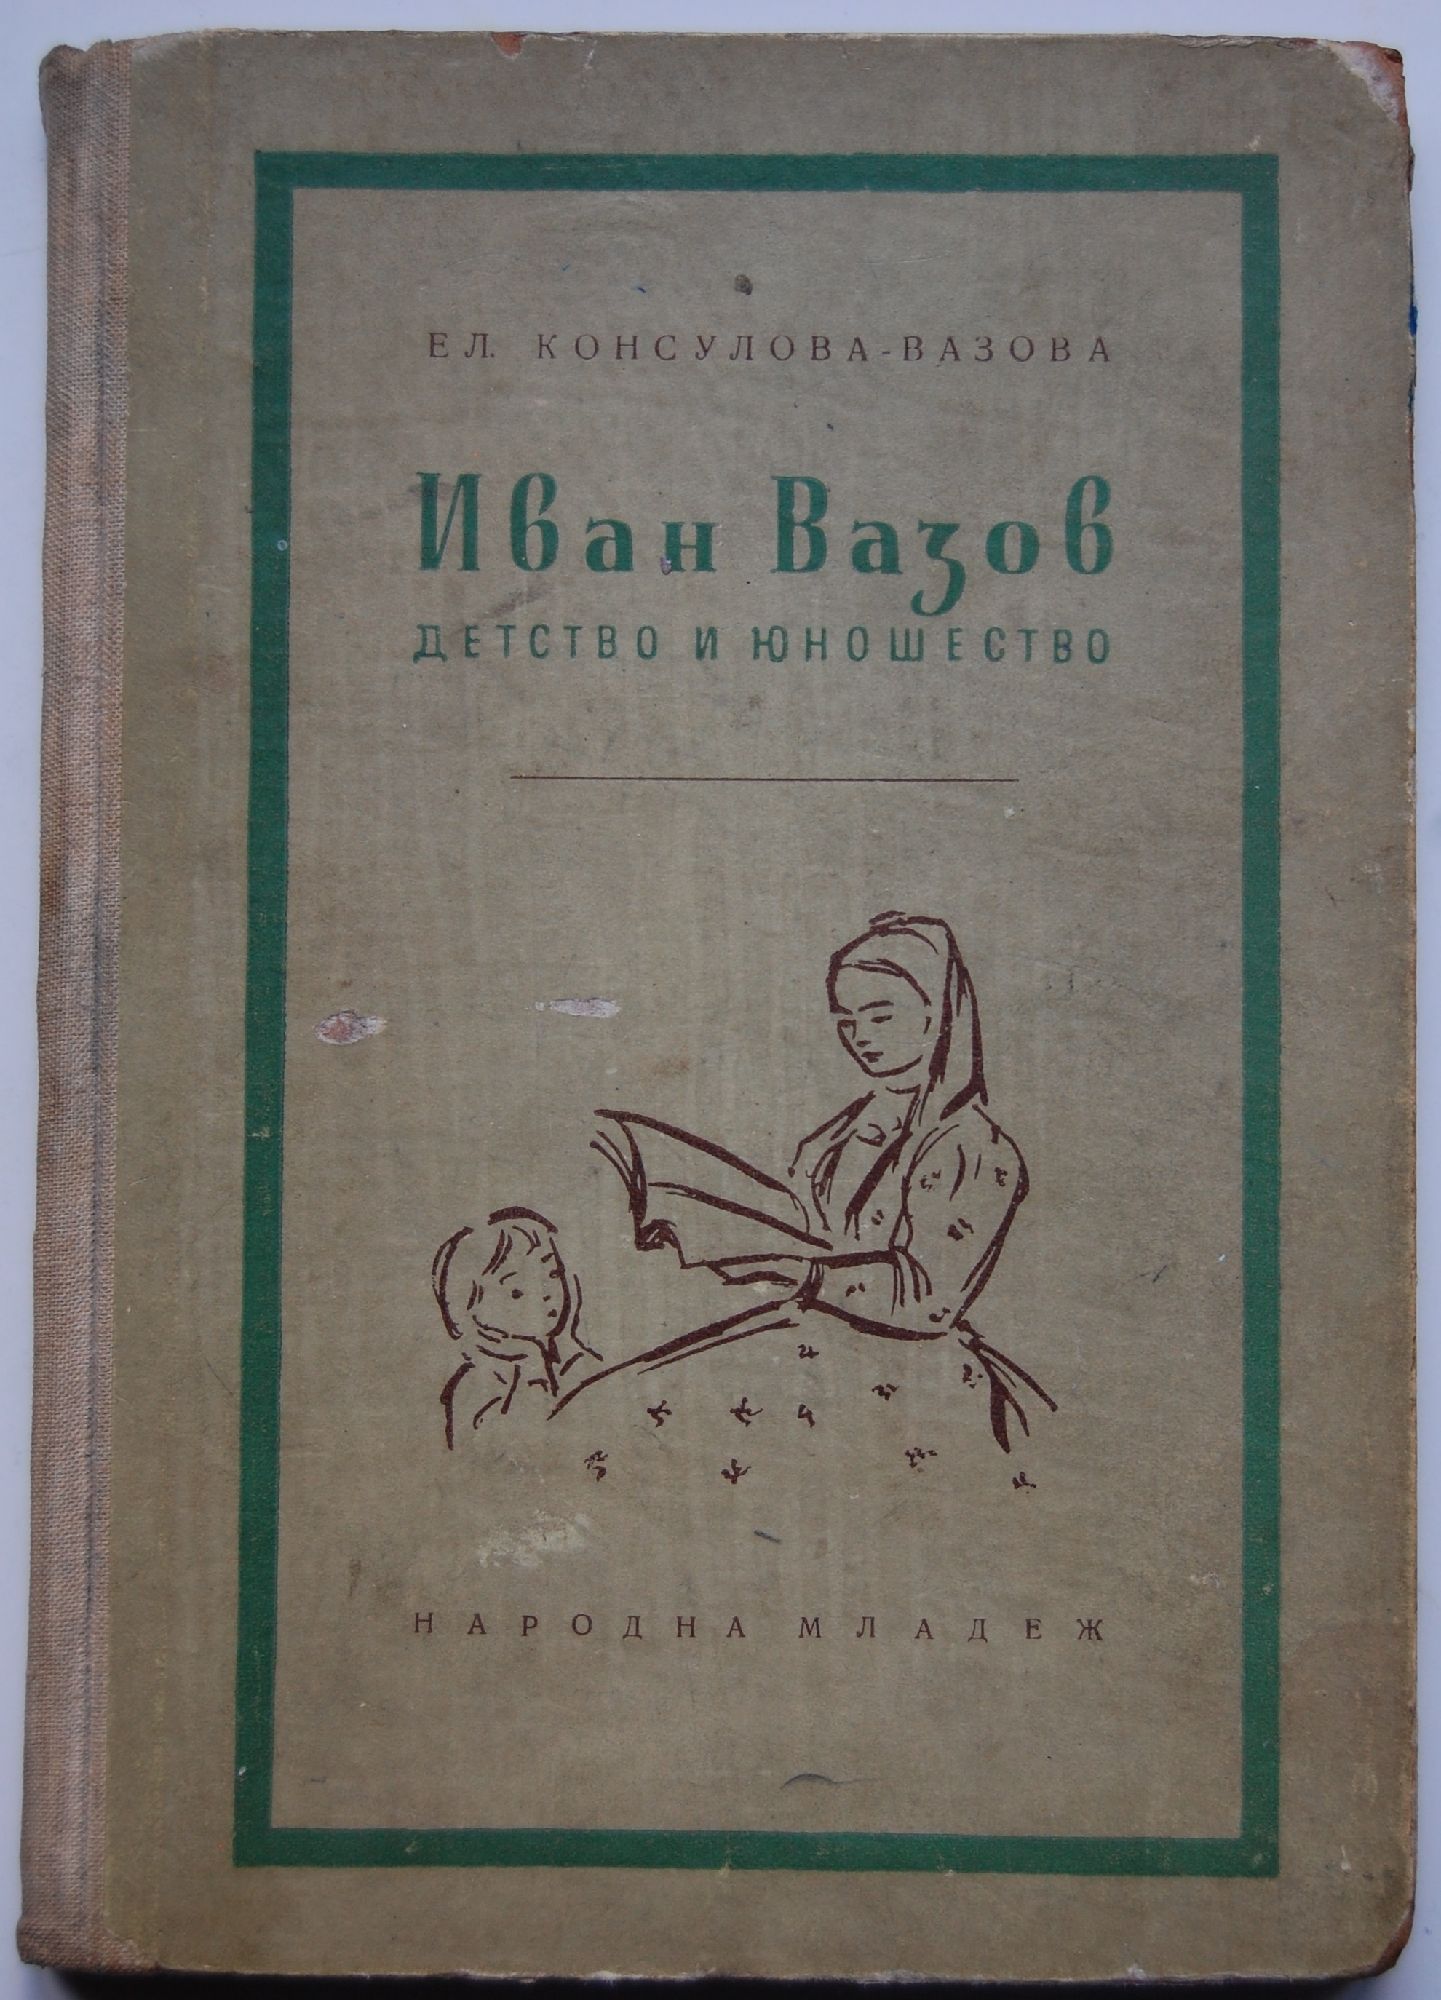 ЕЛ. КОНСУЛОВА-ВАЗОВА
Иван Вазов
ДЕТСТВО И ЮНОШЕСТВО
НАРОДНА МЛАДЕЖ